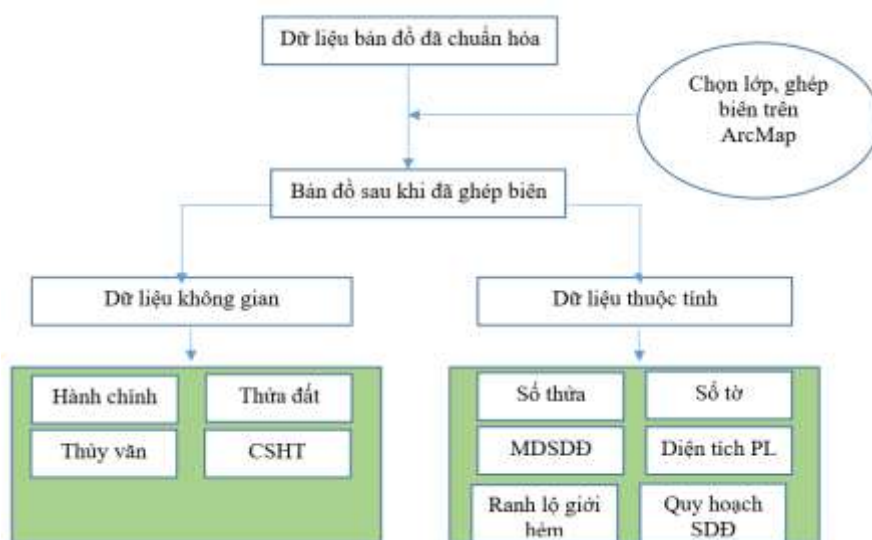 Dữ liệu bản đồ đã chuẩn hóa
Chọn lớp, ghép
biên trên
ArcMap
Bản đồ sau khi đã ghép biên
Dữ liệu không gian
Dữ liệu thuộc tính
Hành chính
Thửa đất
Thủy văn
CSHT
Số thửa
Số tờ
MDSDĐ
Diện tích PL
Ranh lộ giới
hẻm
Quy hoạch
SDĐ